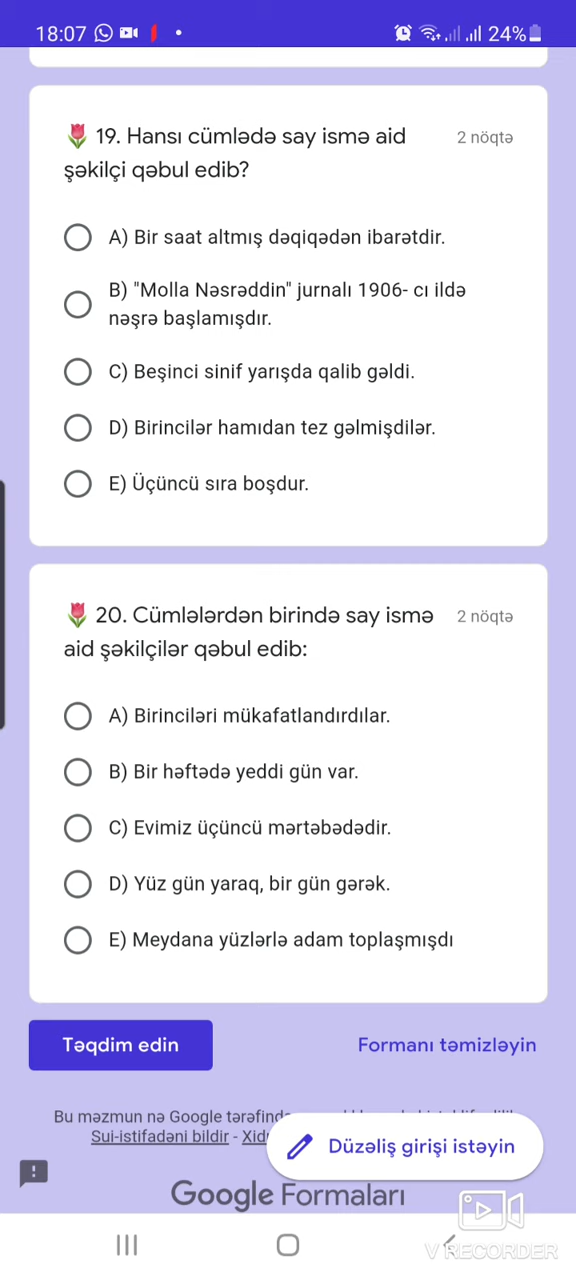 18:07 24%
19. Hansı cümlədə say ismə aid 2 nöqtə
şəkilçi qəbul edib?
A) Bir saat altmış dəqiqədən ibarətdir.
B) "Molla Nəsrəddin" jurnalı 1906- cı ildə
nəşrə başlamışdır.
C) Beşinci sinif yarışda qalib gəldi.
D) Birincilər hamıdan tez gəlmişdilər.
E) Üçüncü sıra boşdur.
20. Cümlələrdən birində say ismə 2 nöqtə
aid şəkilçilər qəbul edib:
A) Birinciləri mükafatlandırdılar.
B) Bir həftədə yeddi gün var.
C) Evimiz üçüncü mərtəbədədir.
D) Yüz gün yaraq, bir gün gərək.
E) Meydana yüzlərlə adam toplaşmışdı
Təqdim edin Formanı təmizləyin
Bu məzmun nə Google tərəfində
Sui-istifadəni bildir -
Düzəliş girişi istəyin
Google Formaları
V RECORDER